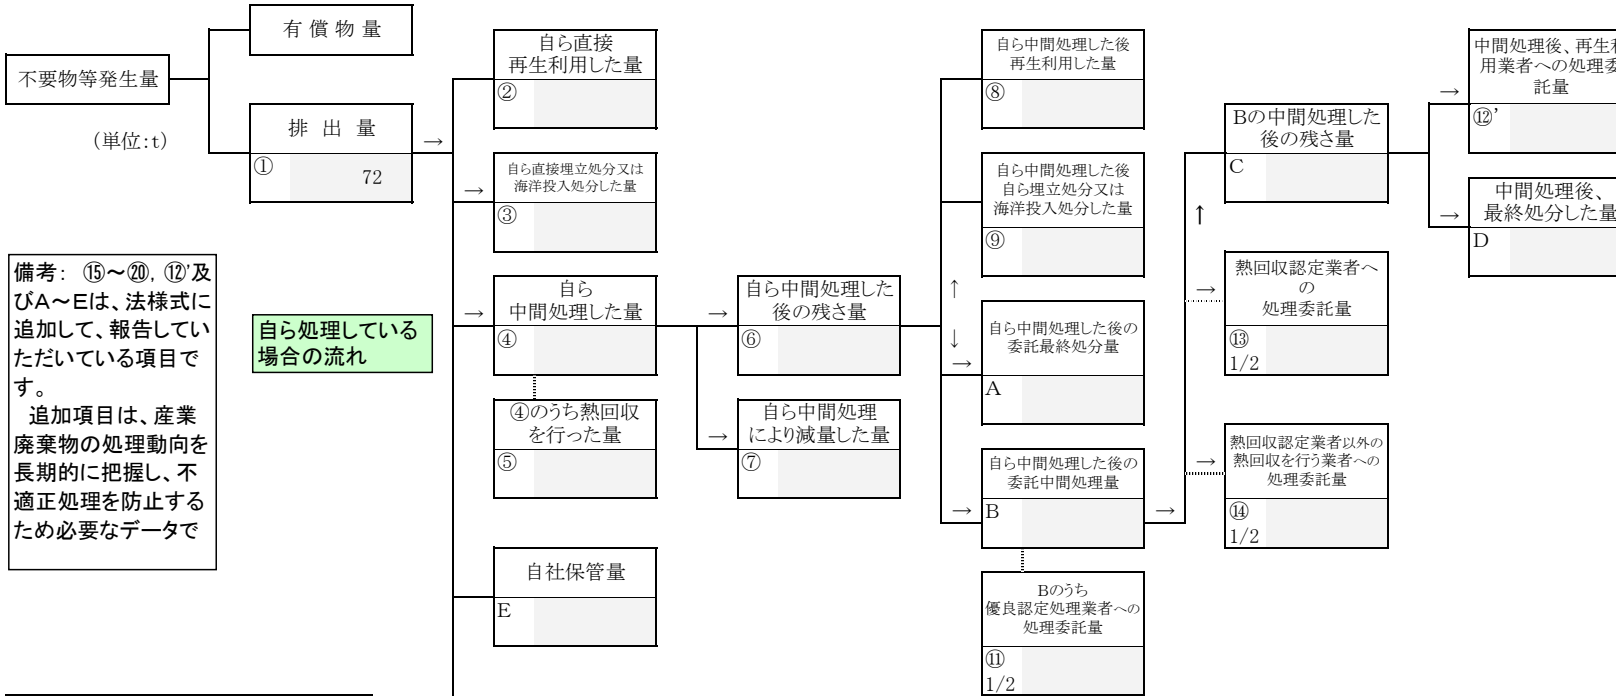 有 償 物 量
不要物等発生量
(単位:t)
排 出 量
①
72
→
自ら直接
再生利用した量
②
→
自ら直接埋立処分又は
海洋投入処分した量
③
→
自ら
中間処理した量
④
④のうち熱回収
を行った量
⑤
自社保管量
E
備考: ⑮～⑳, ⑫'及
びA～Eは、法様式に
追加して、報告してい
ただいている項目で
す。
追加項目は、産業
廃棄物の処理動向を
長期的に把握し、不
適正処理を防止する
ため必要なデータで
自ら処理している
場合の流れ
→
自ら中間処理した
後の残さ量
⑥
→
自ら中間処理
により減量した量
⑦
自ら中間処理した後
再生利用した量
⑧
自ら中間処理した後
自ら埋立処分又は
海洋投入処分した量
⑨
↑
↓
→
自ら中間処理した後の
委託最終処分量
A
→
自ら中間処理した後の
委託中間処理量
B
→
Bのうち
優良認定処理業者への
処理委託量
⑪
1/2
Bの中間処理した
後の残さ量
C
↑
→
熱回収認定業者へ
の
処理委託量
⑬
1/2
→
熱回収認定業者以外の
熱回収を行う業者への
処理委託量
⑭
1/2
→
中間処理後、再生利
用業者への処理委
託量
⑫'
→
中間処理後、
最終処分した量
D